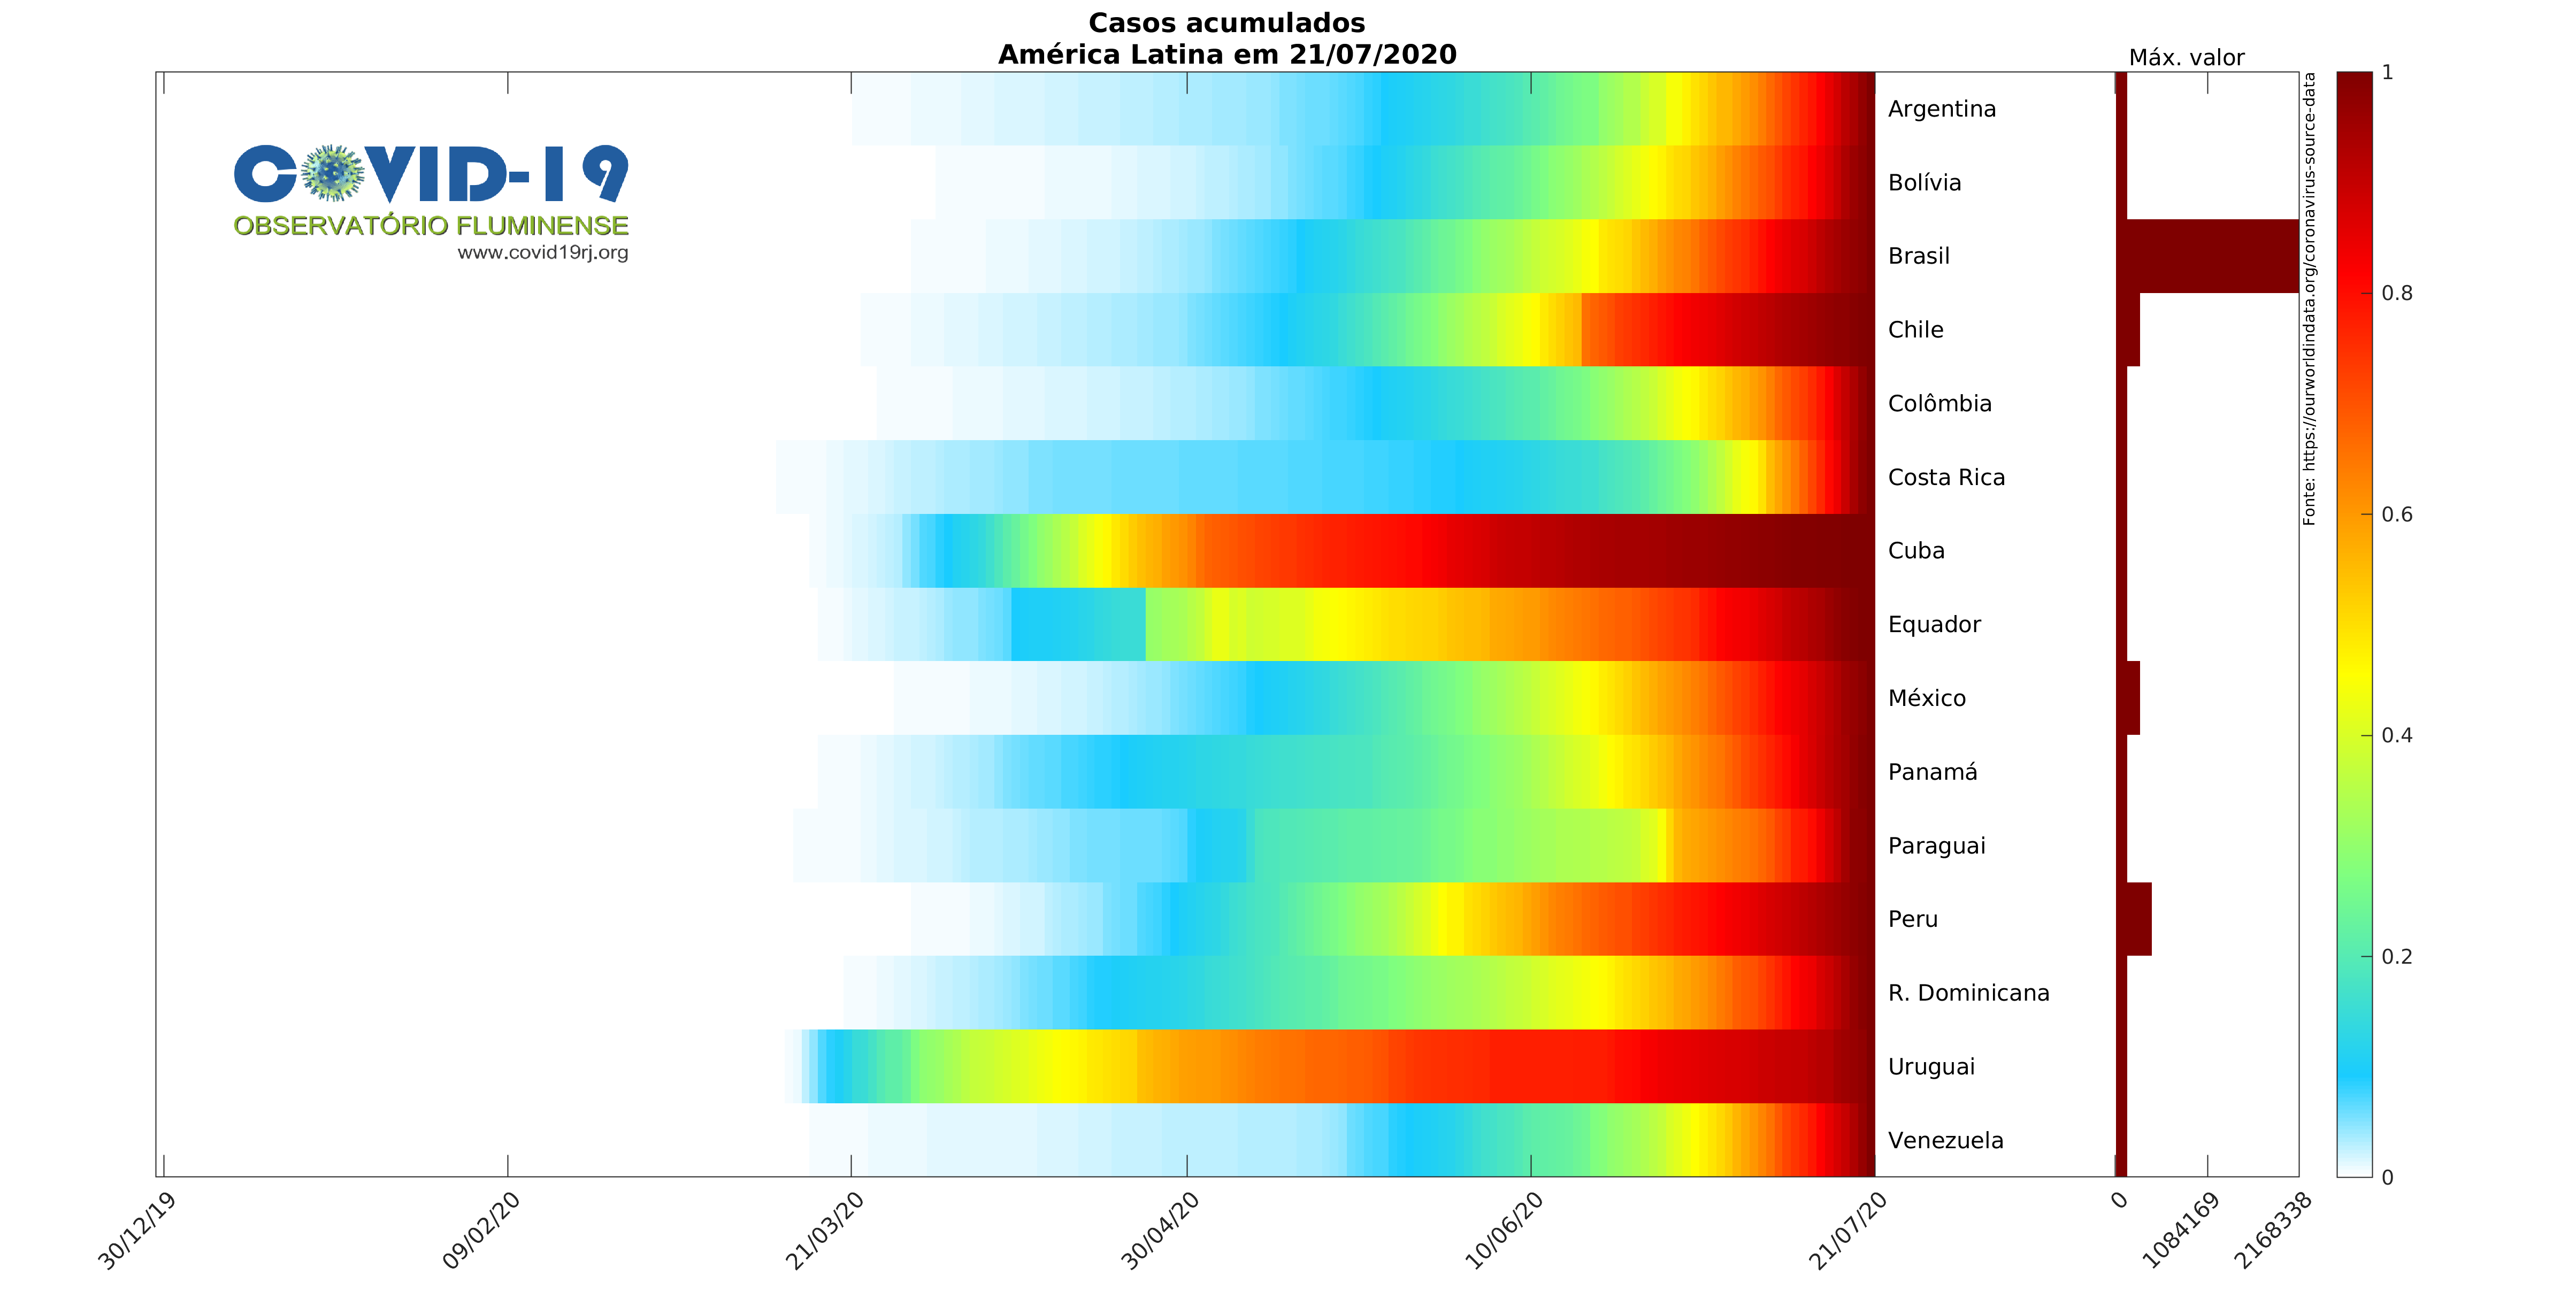 Casos acumulados
América Latina em 21/07/2020
Máx. valor
COVID-19
OBSERVATÓRIO FLUMINENSE
www.covid19rj.org
Argentina
Bolívia
Brasil
Chile
Colômbia
Costa Rica
Cuba
Equador
México
Panamá
Paraguai
Peru
R. Dominicana
Uruguai
Venezuela
Fonte: https://ourworldindata.org/coronavirus-source-data
1
0.8
0.6
0.4
0.2
0
30/12/19
09/02/20
21/03/20
30/04/20
10/06/20
21/07/20
0
1084169
2168338